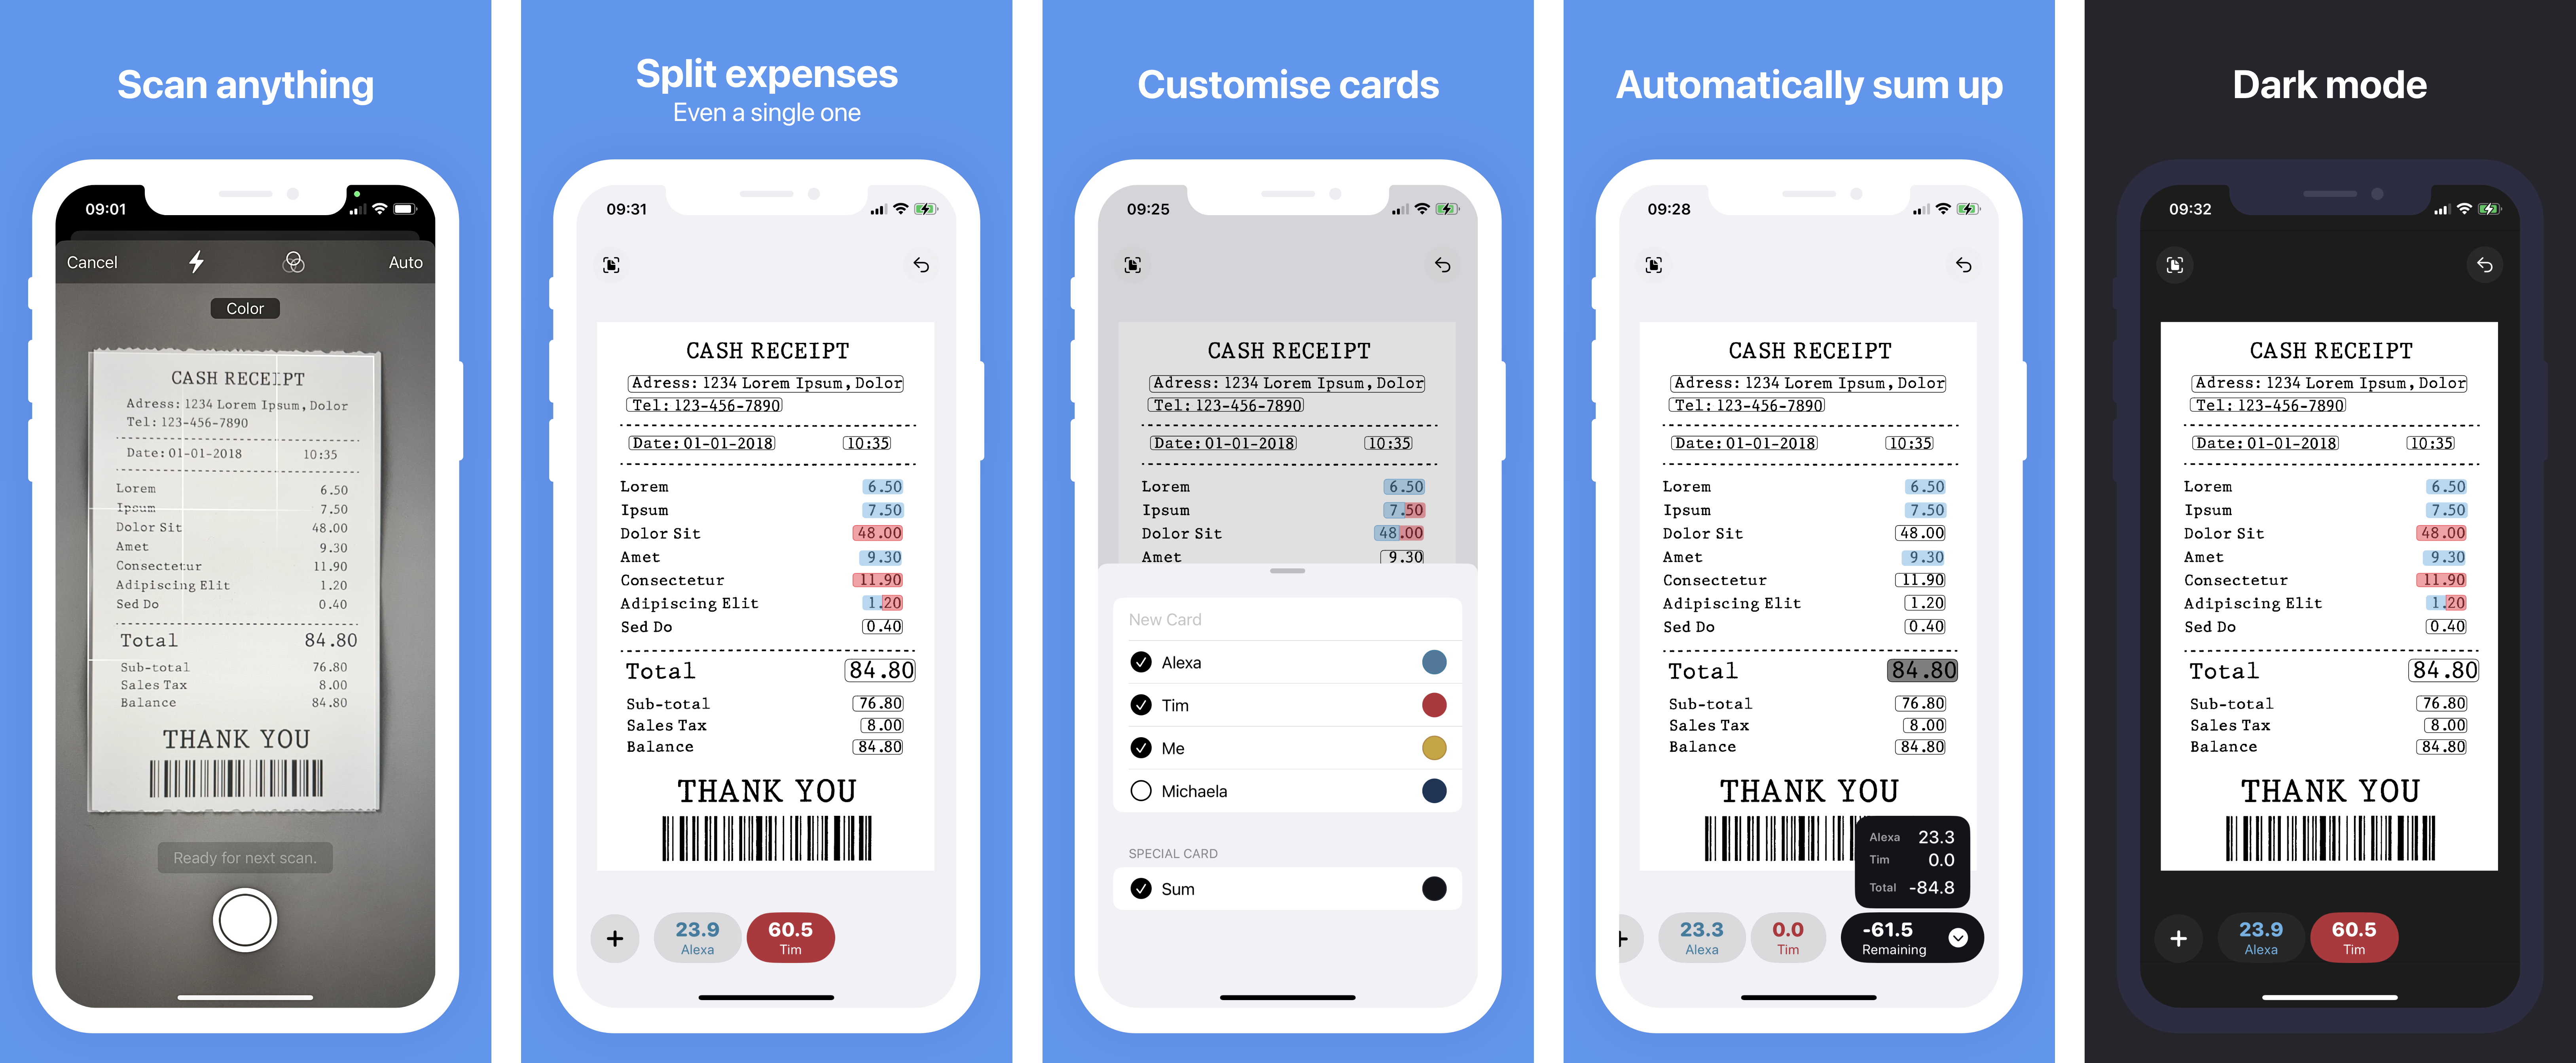 Scan anything
09:01
Cancel Auto
Color
CASH RECEIPT
Adress: 1234 Lorem Ipsum, Dolor
Tel: 123-456-7890
Date: 01-01-2018 10:35
Lorem 6.50
Ipsum 7.50
Dolor Sit 48.00
Amet 9.30
Consectetur 11.90
Adipiscing Elit 1.20
Sed Do 0.40
Total 84.80
Sub-total 76.80
Sales Tax 8.00
Balance 84.80
THANK YOU
Ready for next scan.
Split expenses
Even a single one
09:31
CASH RECEIPT
Adress: 1234 Lorem Ipsum, Dolor
Tel: 123-456-7890
Date: 01-01-2018 10:35
Lorem 6.50
Ipsum 7.50
Dolor Sit 48.00
Amet 9.30
Consectetur 11.90
Adipiscing Elit 1.20
Sed Do 0.40
Total 84.80
Sub-total 76.80
Sales Tax 8.00
Balance 84.80
THANK YOU
+ 23.9 60.5
Alexa Tim
Customise cards
09:25
CASH RECEIPT
Adress: 1234 Lorem Ipsum, Dolor
Tel: 123-456-7890
Date: 01-01-2018 10:35
Lorem 6.50
Ipsum 7.50
Dolor Sit 48.00
Amet 9.30
New Card
Alexa
Tim
Me
Michaela
SPECIAL CARD
Sum
Automatically sum up
09:28
CASH RECEIPT
Adress: 1234 Lorem Ipsum, Dolor
Tel: 123-456-7890
Date: 01-01-2018 10:35
Lorem 6.50
Ipsum 7.50
Dolor Sit 48.00
Amet 9.30
Consectetur 11.90
Adipiscing Elit 1.20
Sed Do 0.40
Total 84.80
Sub-total 76.80
Sales Tax 8.00
Balance 84.80
THANK YOU
Alexa 23.3
Tim 0.0
Total -84.8
+ 23.3 0.0 -61.5
Alexa Tim Remaining
Dark mode
09:32
CASH RECEIPT
Adress: 1234 Lorem Ipsum, Dolor
Tel: 123-456-7890
Date: 01-01-2018 10:35
Lorem 6.50
Ipsum 7.50
Dolor Sit 48.00
Amet 9.30
Consectetur 11.90
Adipiscing Elit 1.20
Sed Do 0.40
Total 84.80
Sub-total 76.80
Sales Tax 8.00
Balance 84.80
THANK YOU
+ 23.9 60.5
Alexa Tim